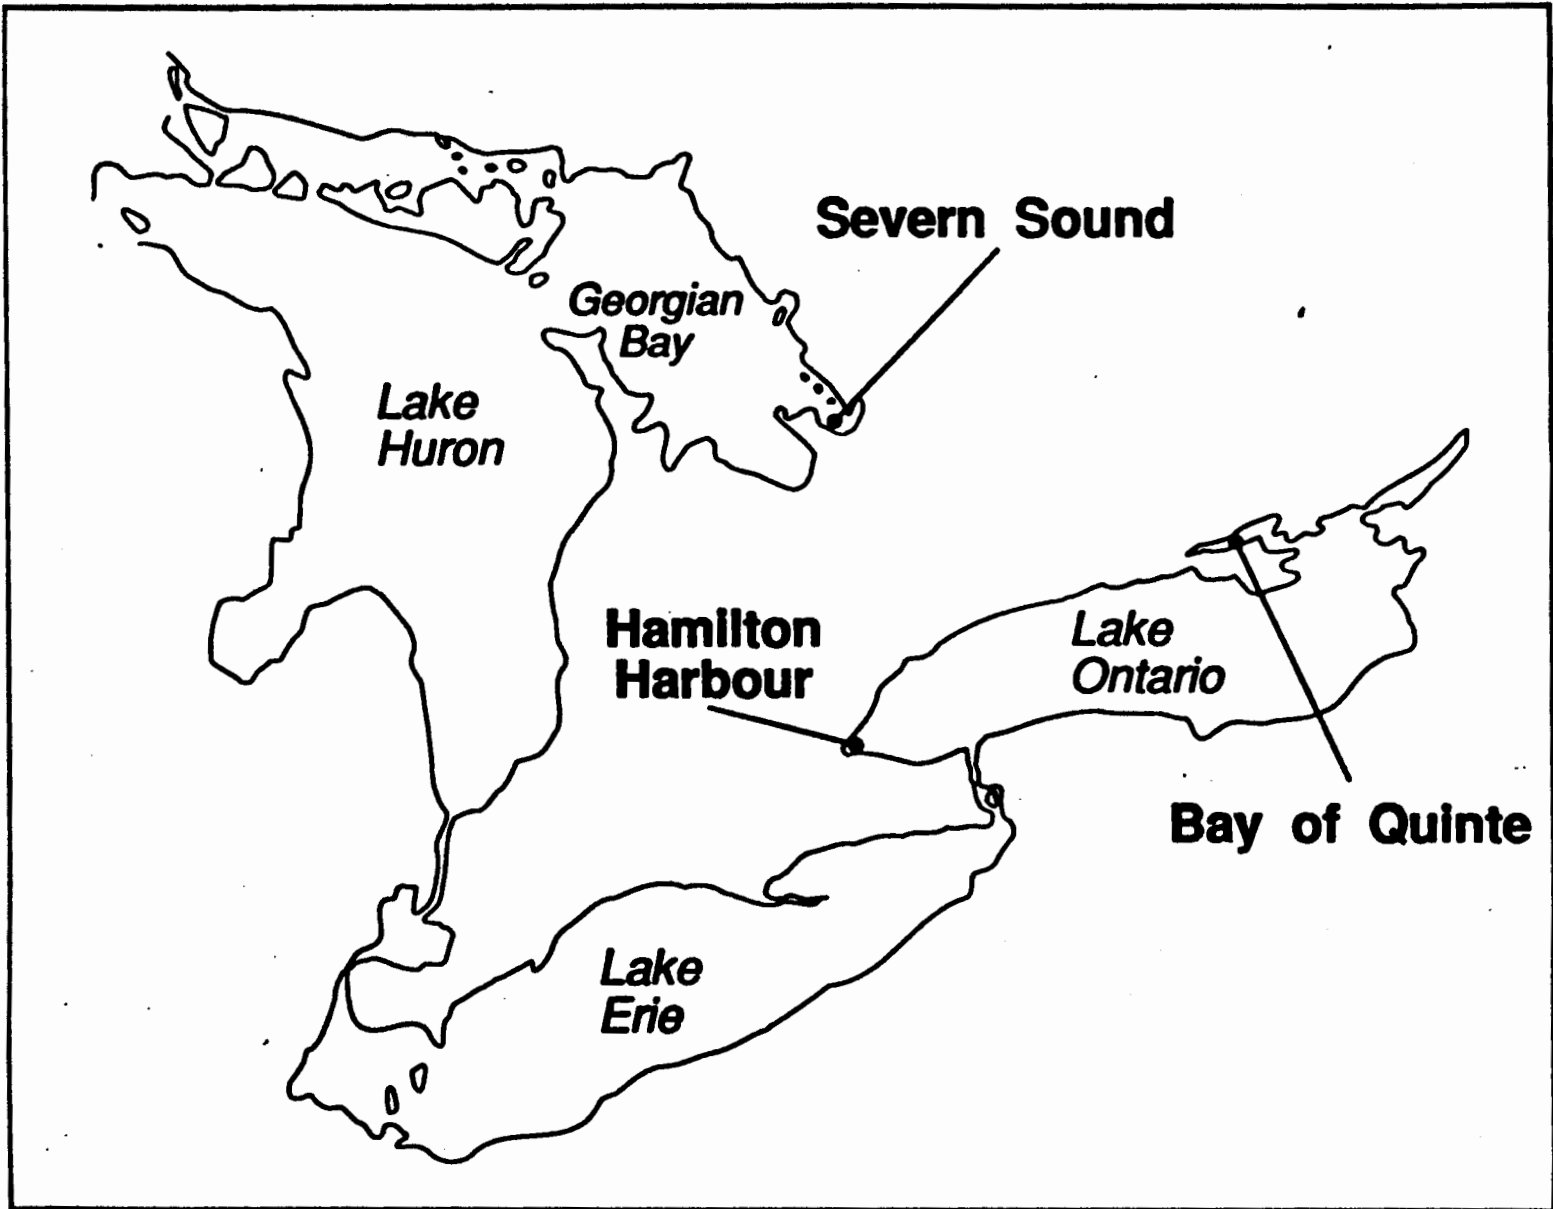 Severn Sound
Georgian
Bay
Lake
Huron
Hamilton
Harbour
Lake
Ontario
Bay of Quinte
Lake
Erie